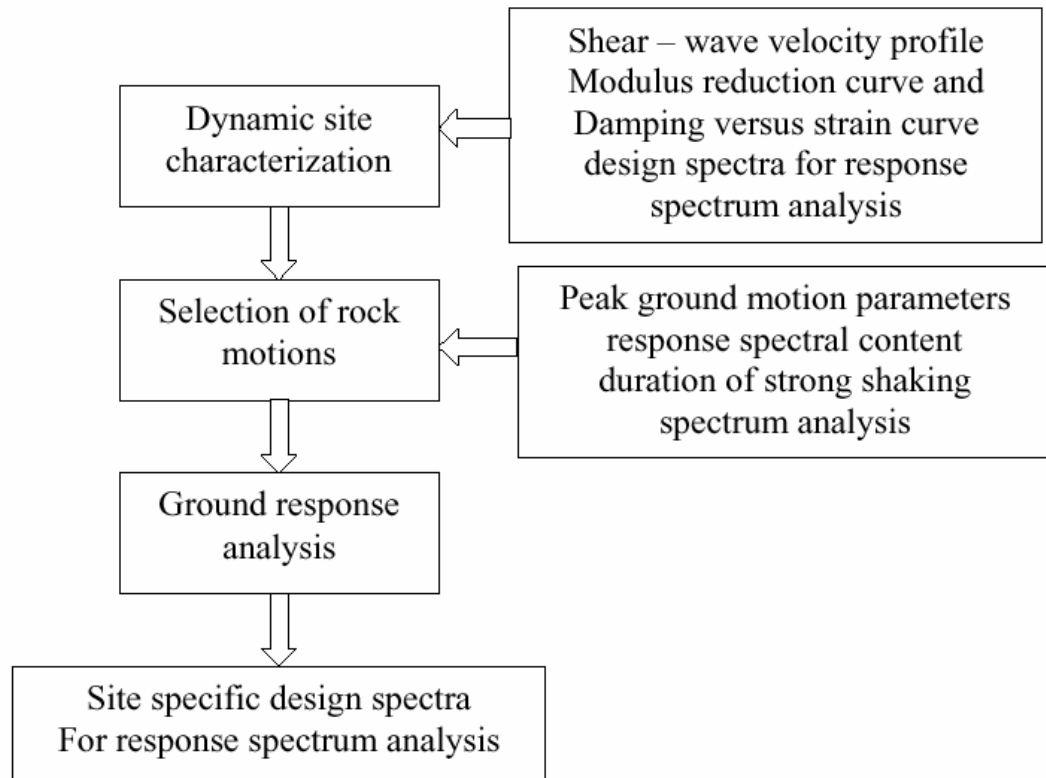 Shear – wave velocity profile
Modulus reduction curve and
Damping versus strain curve
design spectra for response
spectrum analysis
Dynamic site
characterization
Selection of rock
motions
Peak ground motion parameters
response spectral content
duration of strong shaking
spectrum analysis
Ground response
analysis
Site specific design spectra
For response spectrum analysis